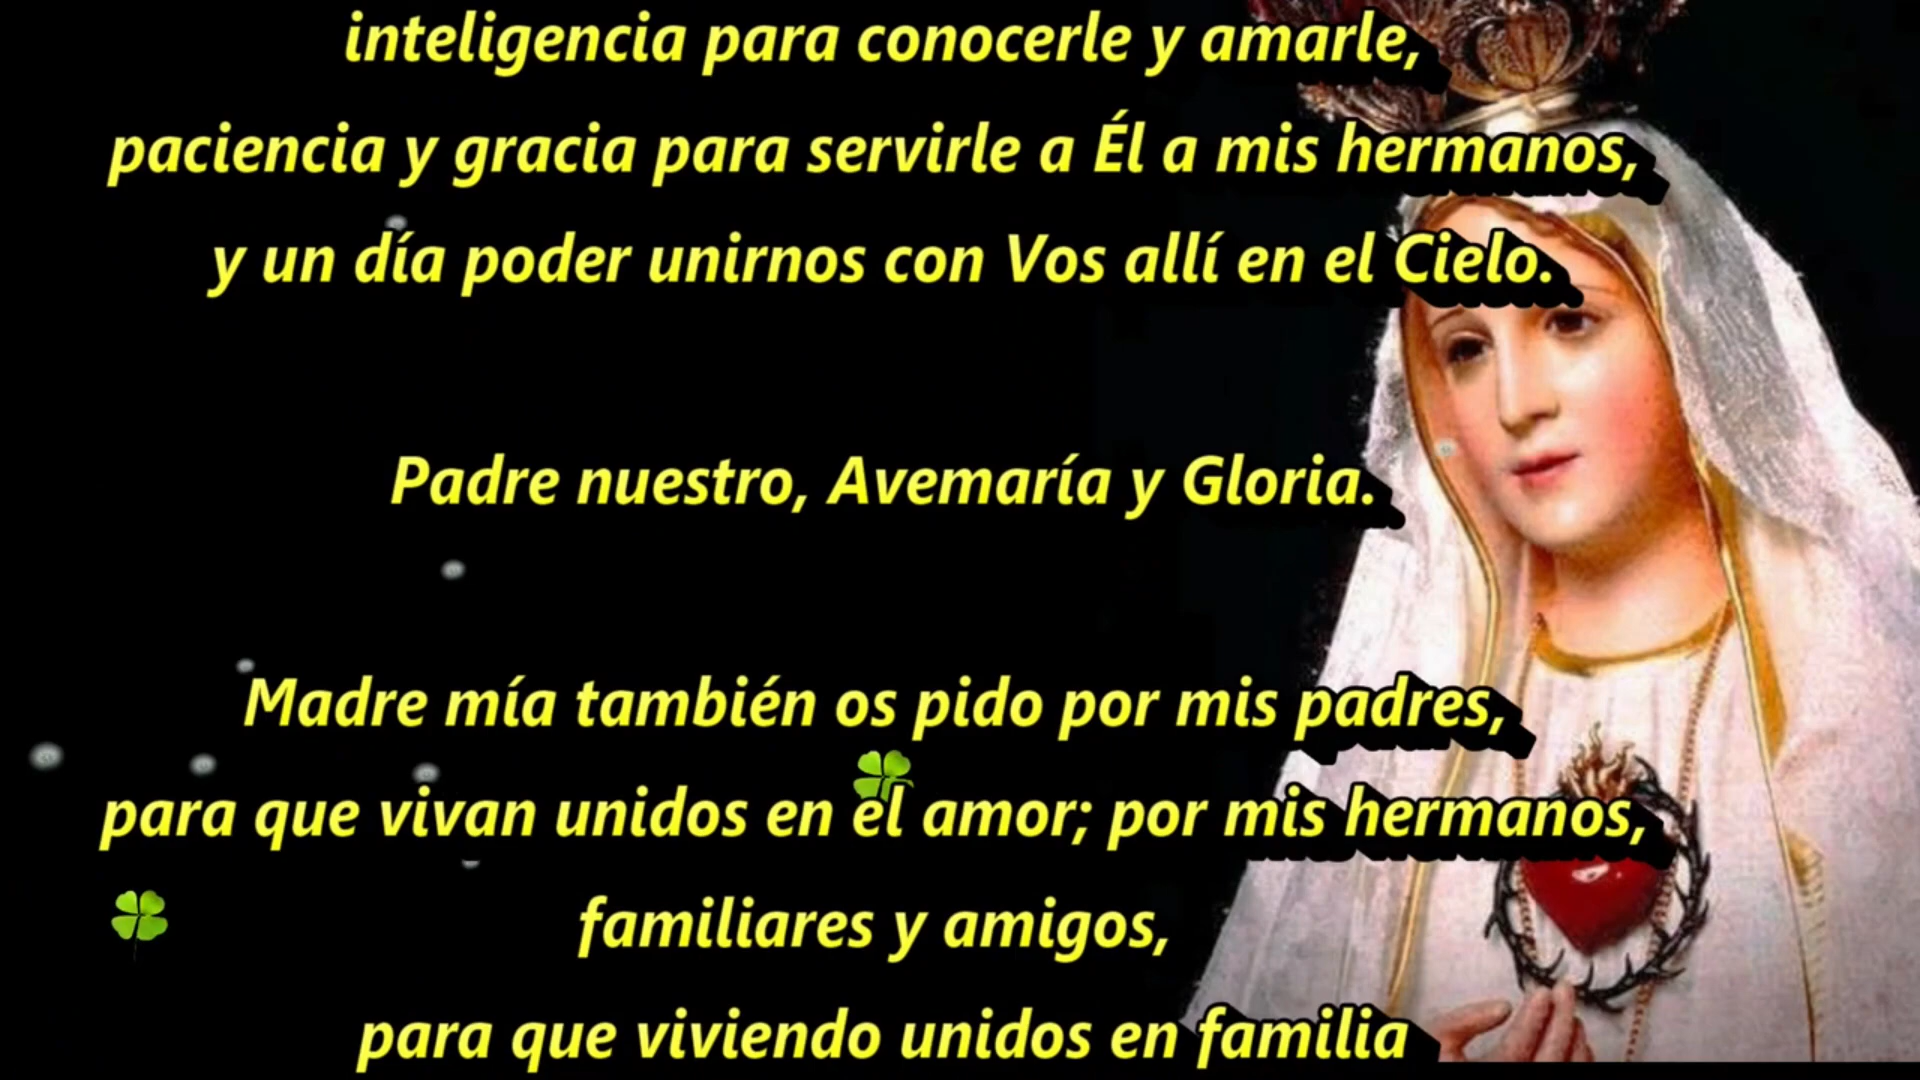 inteligencia para conocerle y amarle,
paciencia y gracia para servirle a Él a mis hermanos,
y un día poder unirnos con Vos allí en el Cielo.
Padre nuestro, Avemaría y Gloria.
Madre mía también os pido por mis padres,
para que vivan unidos en el amor; por mis hermanos,
familiares y amigos,
para que viviendo unidos en familia